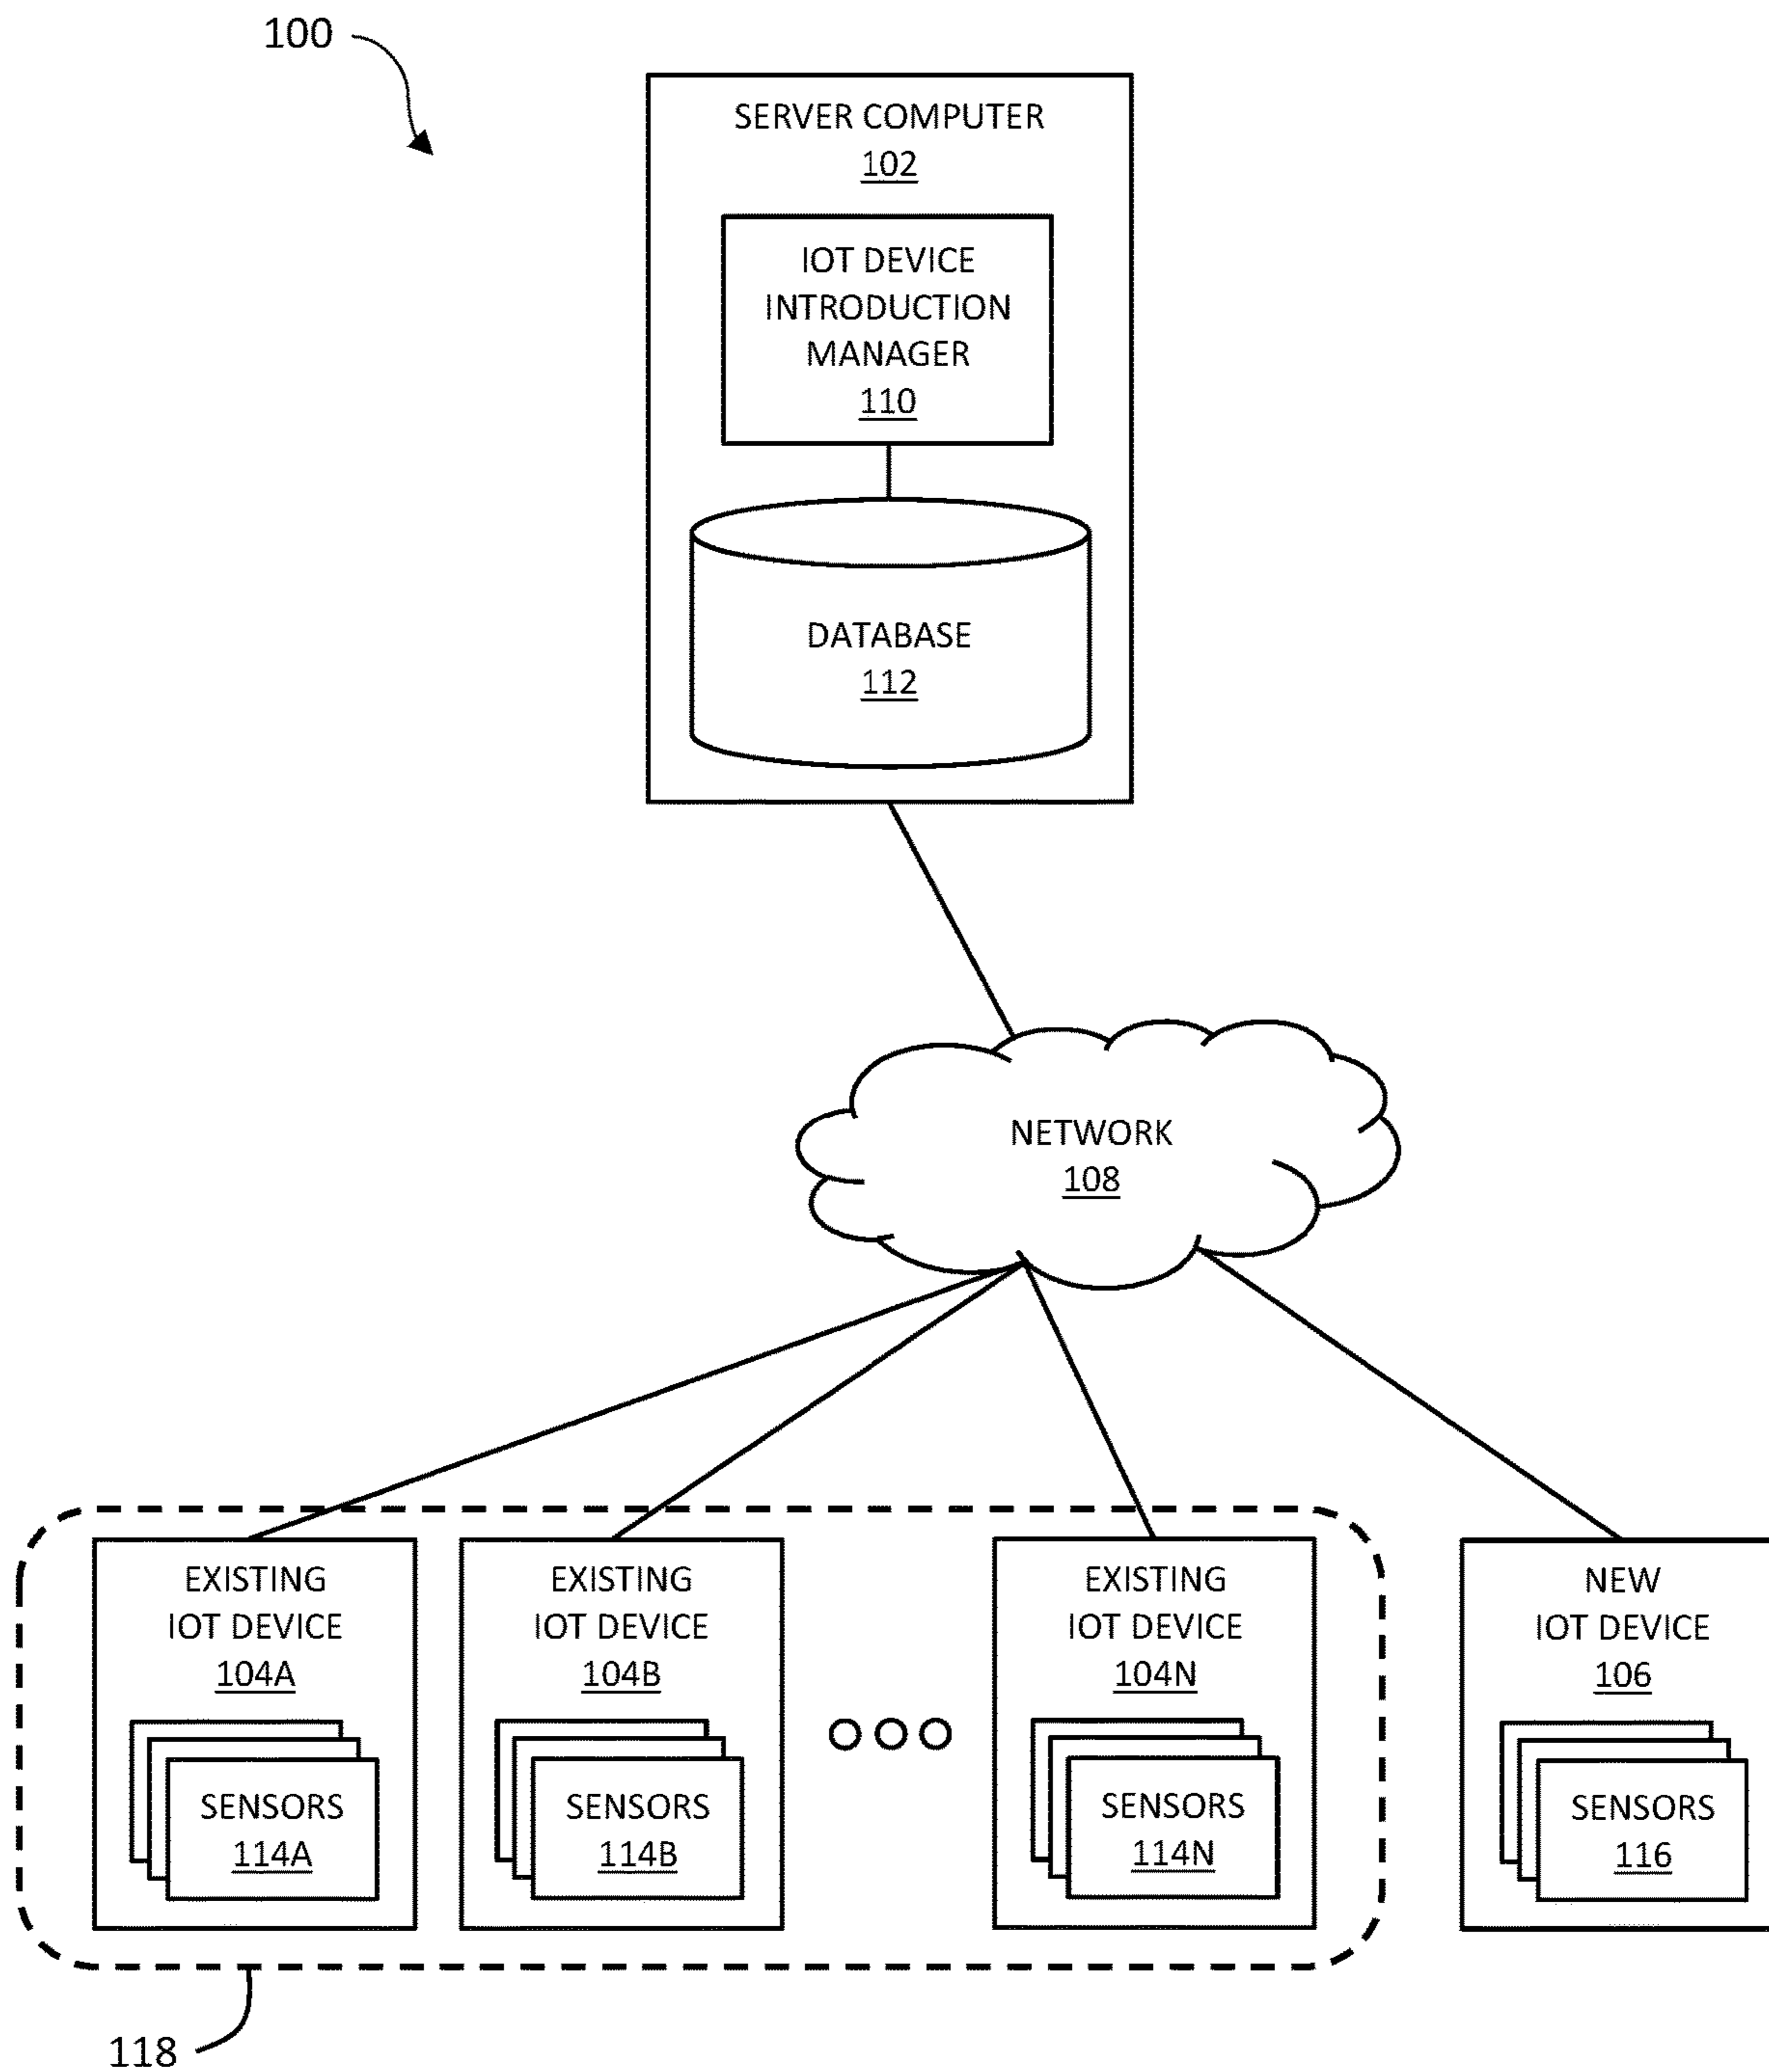 100
SERVER COMPUTER
102
IOT DEVICE
INTRODUCTION
MANAGER
110
DATABASE
112
NETWORK
108
EXISTING
IOT DEVICE
104A
SENSORS
114A
EXISTING
IOT DEVICE
104B
SENSORS
114B
EXISTING
IOT DEVICE
104N
SENSORS
114N
NEW
IOT DEVICE
106
SENSORS
116
118